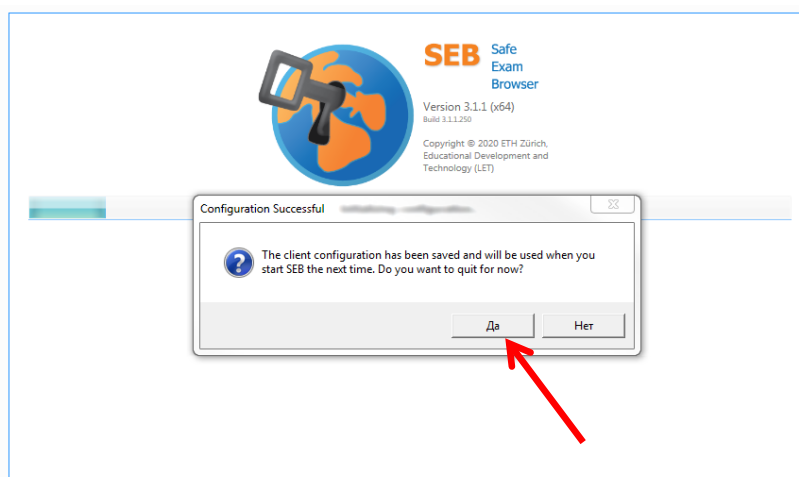 SEB Safe
Exam
Browser
Version 3.1.1 (x64)
Build 3.1.1.250
Copyright © 2020 ETH Zürich,
Educational Development and
Technology (LET)
Configuration Successful
The client configuration has been saved and will be used when you
start SEB the next time. Do you want to quit for now?
Да Нет